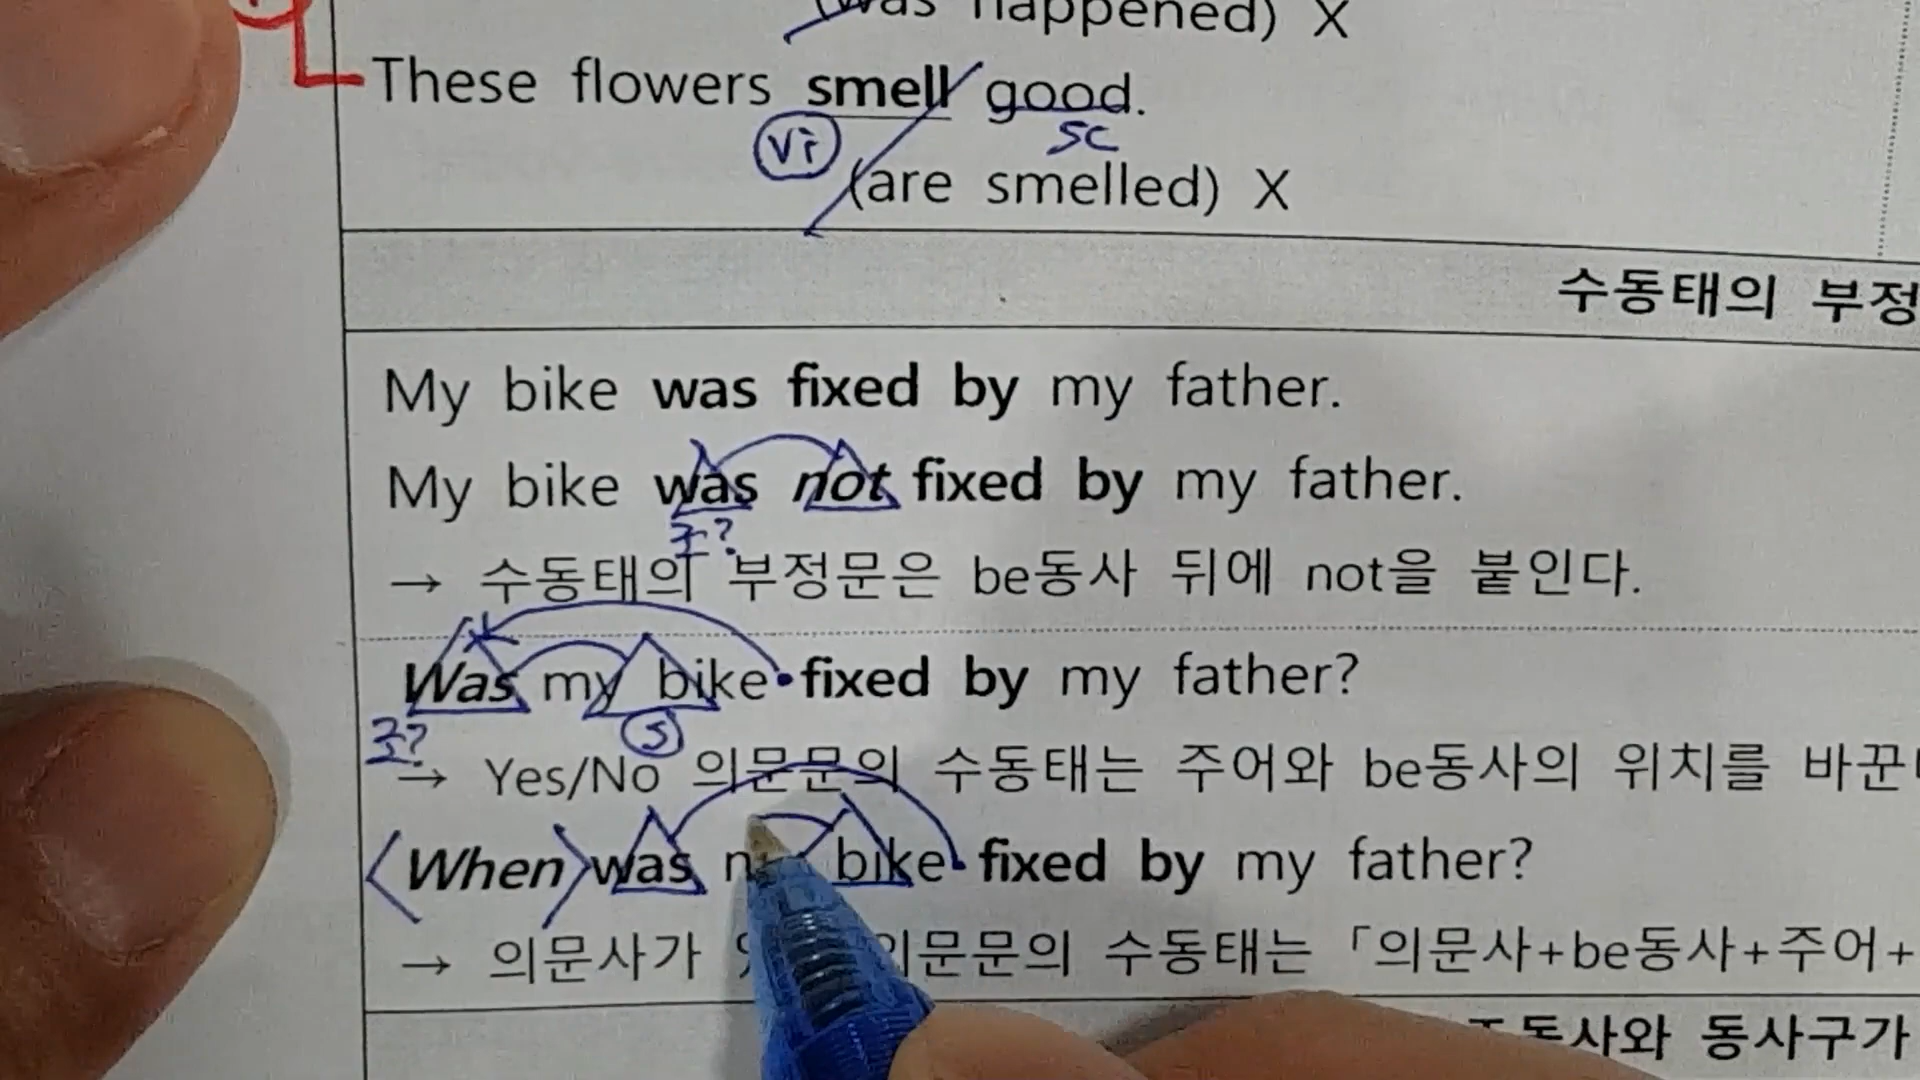 happened) X
These flowers smell good.
Vi
SC
(are smelled) X
수동태의 부정
My bike was fixed by my father.
My bike was not fixed by my father.
→ 수동태의 부정문은 be동사 뒤에 not을 붙인다.
Was my bike fixed by my father?
S
→ Yes/No 의문문의 수동태는 주어와 be동사의 위치를 바꾼
When was bike fixed by my father?
→ 의문사가 의문문의 수동태는 「의문사+be동사+주어+
동사와 동사구가